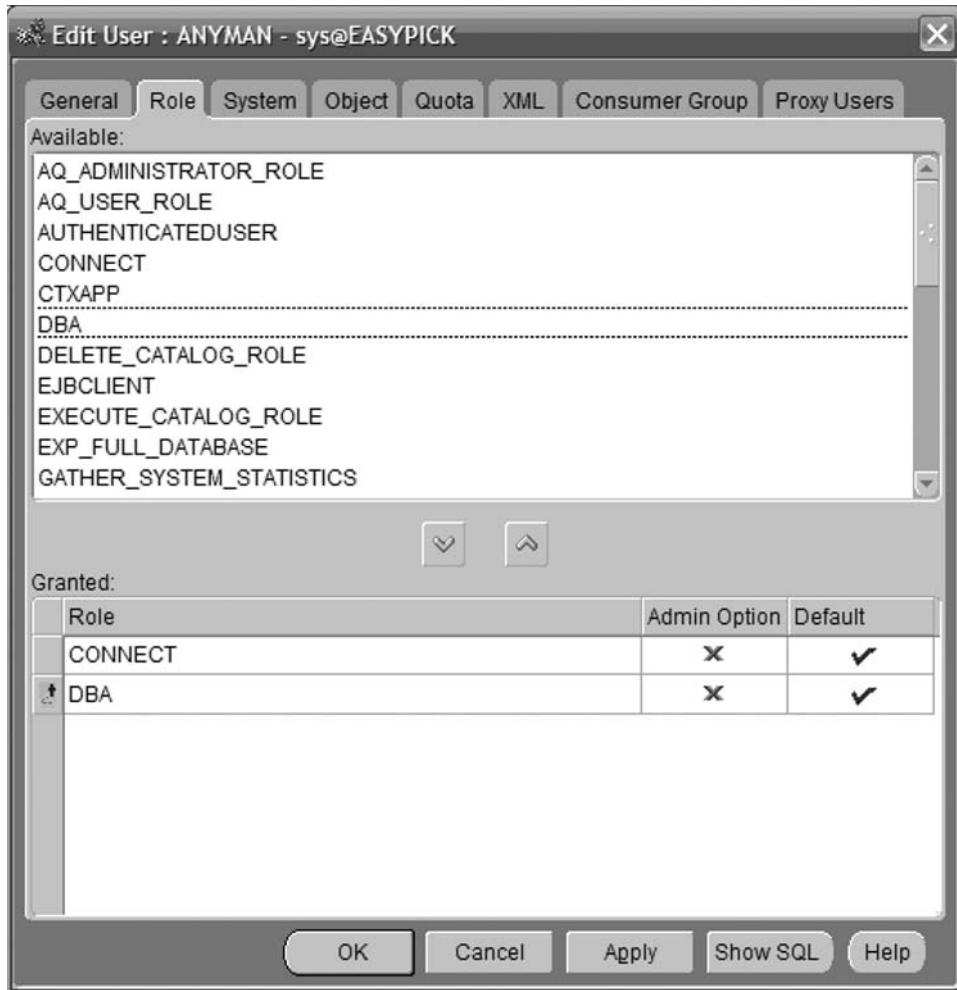 Edit User : ANYMAN - sys@EASYPICK
General Role System Object Quota XML Consumer Group Proxy Users
Available:
AQ_ADMINISTRATOR_ROLE
AQ_USER_ROLE
AUTHENTICATEDUSER
CONNECT
CTXAPP
DBA
DELETE_CATALOG_ROLE
EJBCLIENT
EXECUTE_CATALOG_ROLE
EXP_FULL_DATABASE
GATHER_SYSTEM_STATISTICS
Granted:
Role Admin Option Default
CONNECT
DBA
OK Cancel Apply Show SQL Help